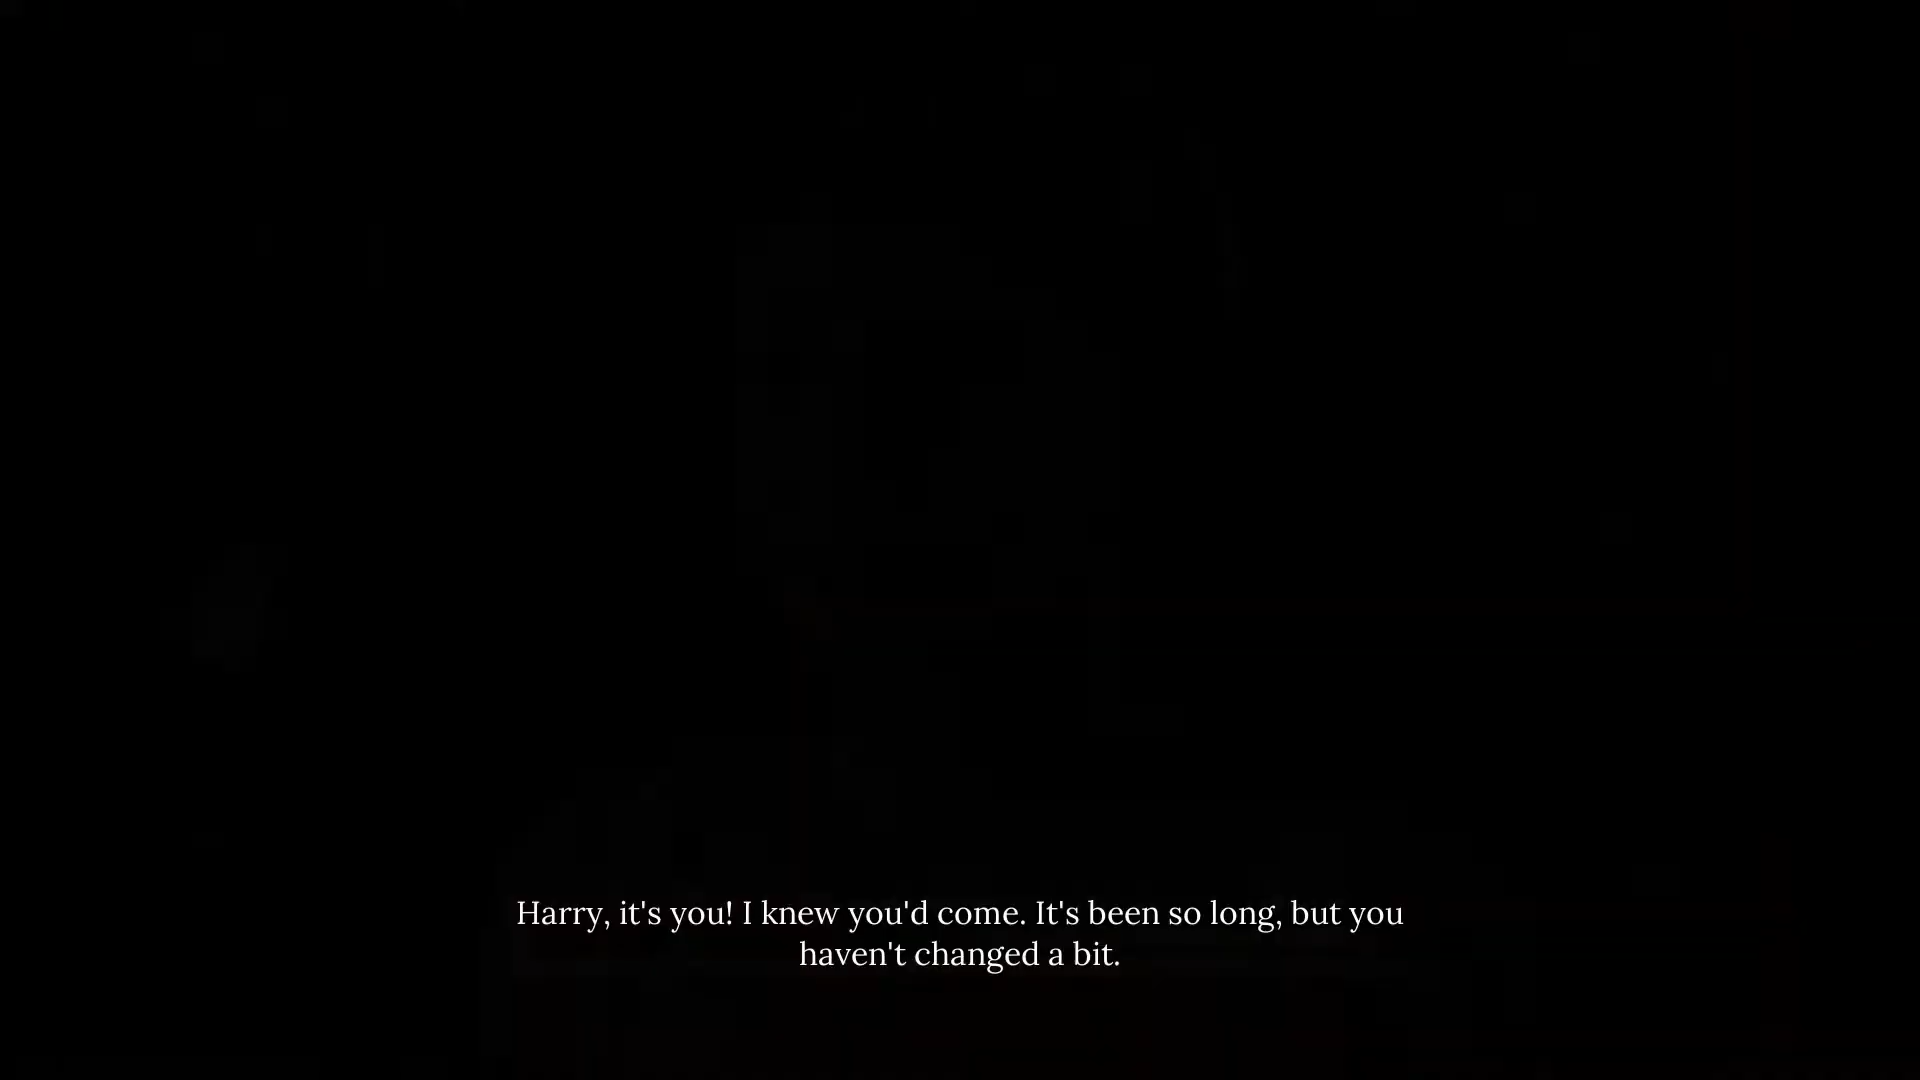 Harry, it's you! I knew you'd come. It's been so long, but you
haven't changed a bit.